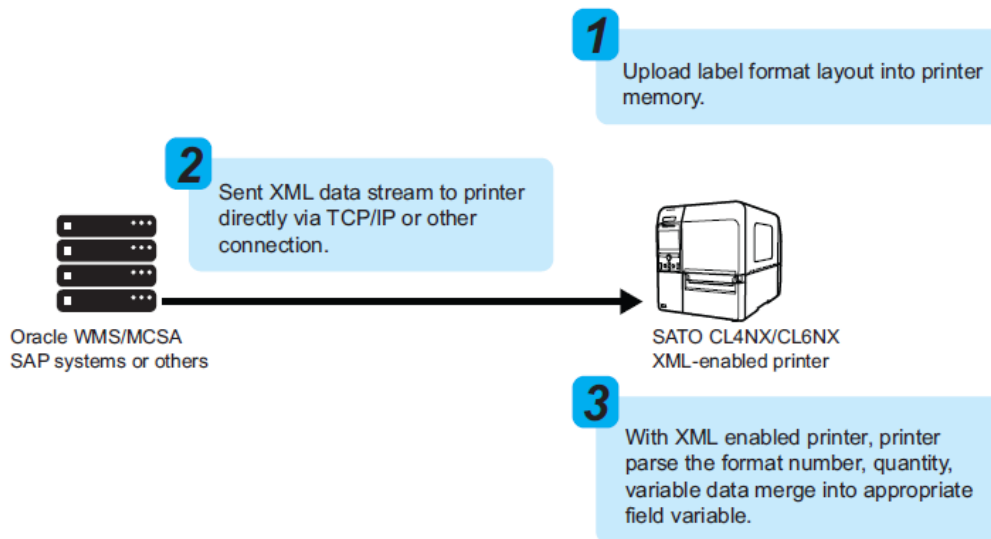 1
Upload label format layout into printer
memory.
2
Sent XML data stream to printer
directly via TCP/IP or other
connection.
Oracle WMS/MCSA
SAP systems or others
SATO CL4NX/CL6NX
XML-enabled printer
3
With XML enabled printer, printer
parse the format number, quantity,
variable data merge into appropriate
field variable.